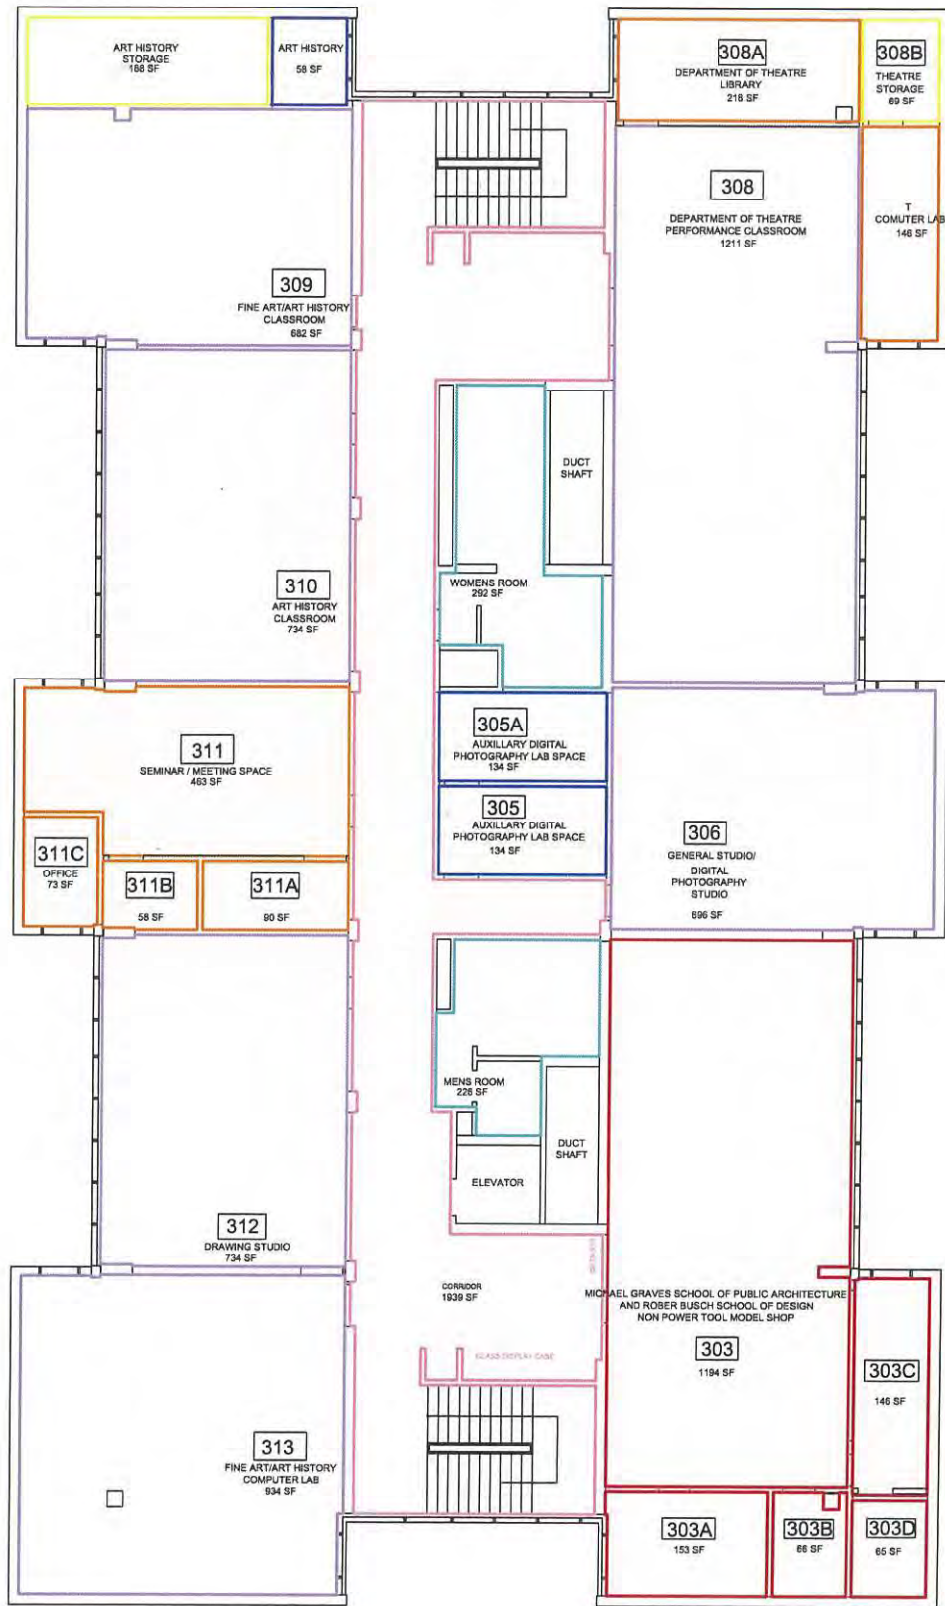 ART HISTORY
STORAGE
188 SF
ART HISTORY
58 SF
308A
DEPARTMENT OF THEATRE
LIBRARY
218 SF
308B
THEATRE
STORAGE
69 SF
308
DEPARTMENT OF THEATRE
PERFORMANCE CLASSROOM
1211 SF
T
COMUTER LAB
146 SF
309
FINE ART/ART HISTORY
CLASSROOM
682 SF
DUCT
SHAFT
WOMENS ROOM
292 SF
310
ART HISTORY
CLASSROOM
734 SF
305A
AUXILLARY DIGITAL
PHOTOGRAPHY LAB SPACE
134 SF
311
SEMINAR / MEETING SPACE
463 SF
305
AUXILLARY DIGITAL
PHOTOGRAPHY LAB SPACE
134 SF
306
GENERAL STUDIO/
DIGITAL
PHOTOGRAPHY
STUDIO
696 SF
311C
OFFICE
73 SF
311B
58 SF
311A
90 SF
MENS ROOM
226 SF
DUCT
SHAFT
ELEVATOR
312
DRAWING STUDIO
734 SF
CORRIDOR
1939 SF
MICHAEL GRAVES SCHOOL OF PUBLIC ARCHITECTURE
AND ROBER BUSCH SCHOOL OF DESIGN
NON POWER TOOL MODEL SHOP
303
1194 SF
GLASS DISPLAY CASE
303C
146 SF
313
FINE ART/ART HISTORY
COMPUTER LAB
934 SF
303A
153 SF
303B
66 SF
303D
65 SF